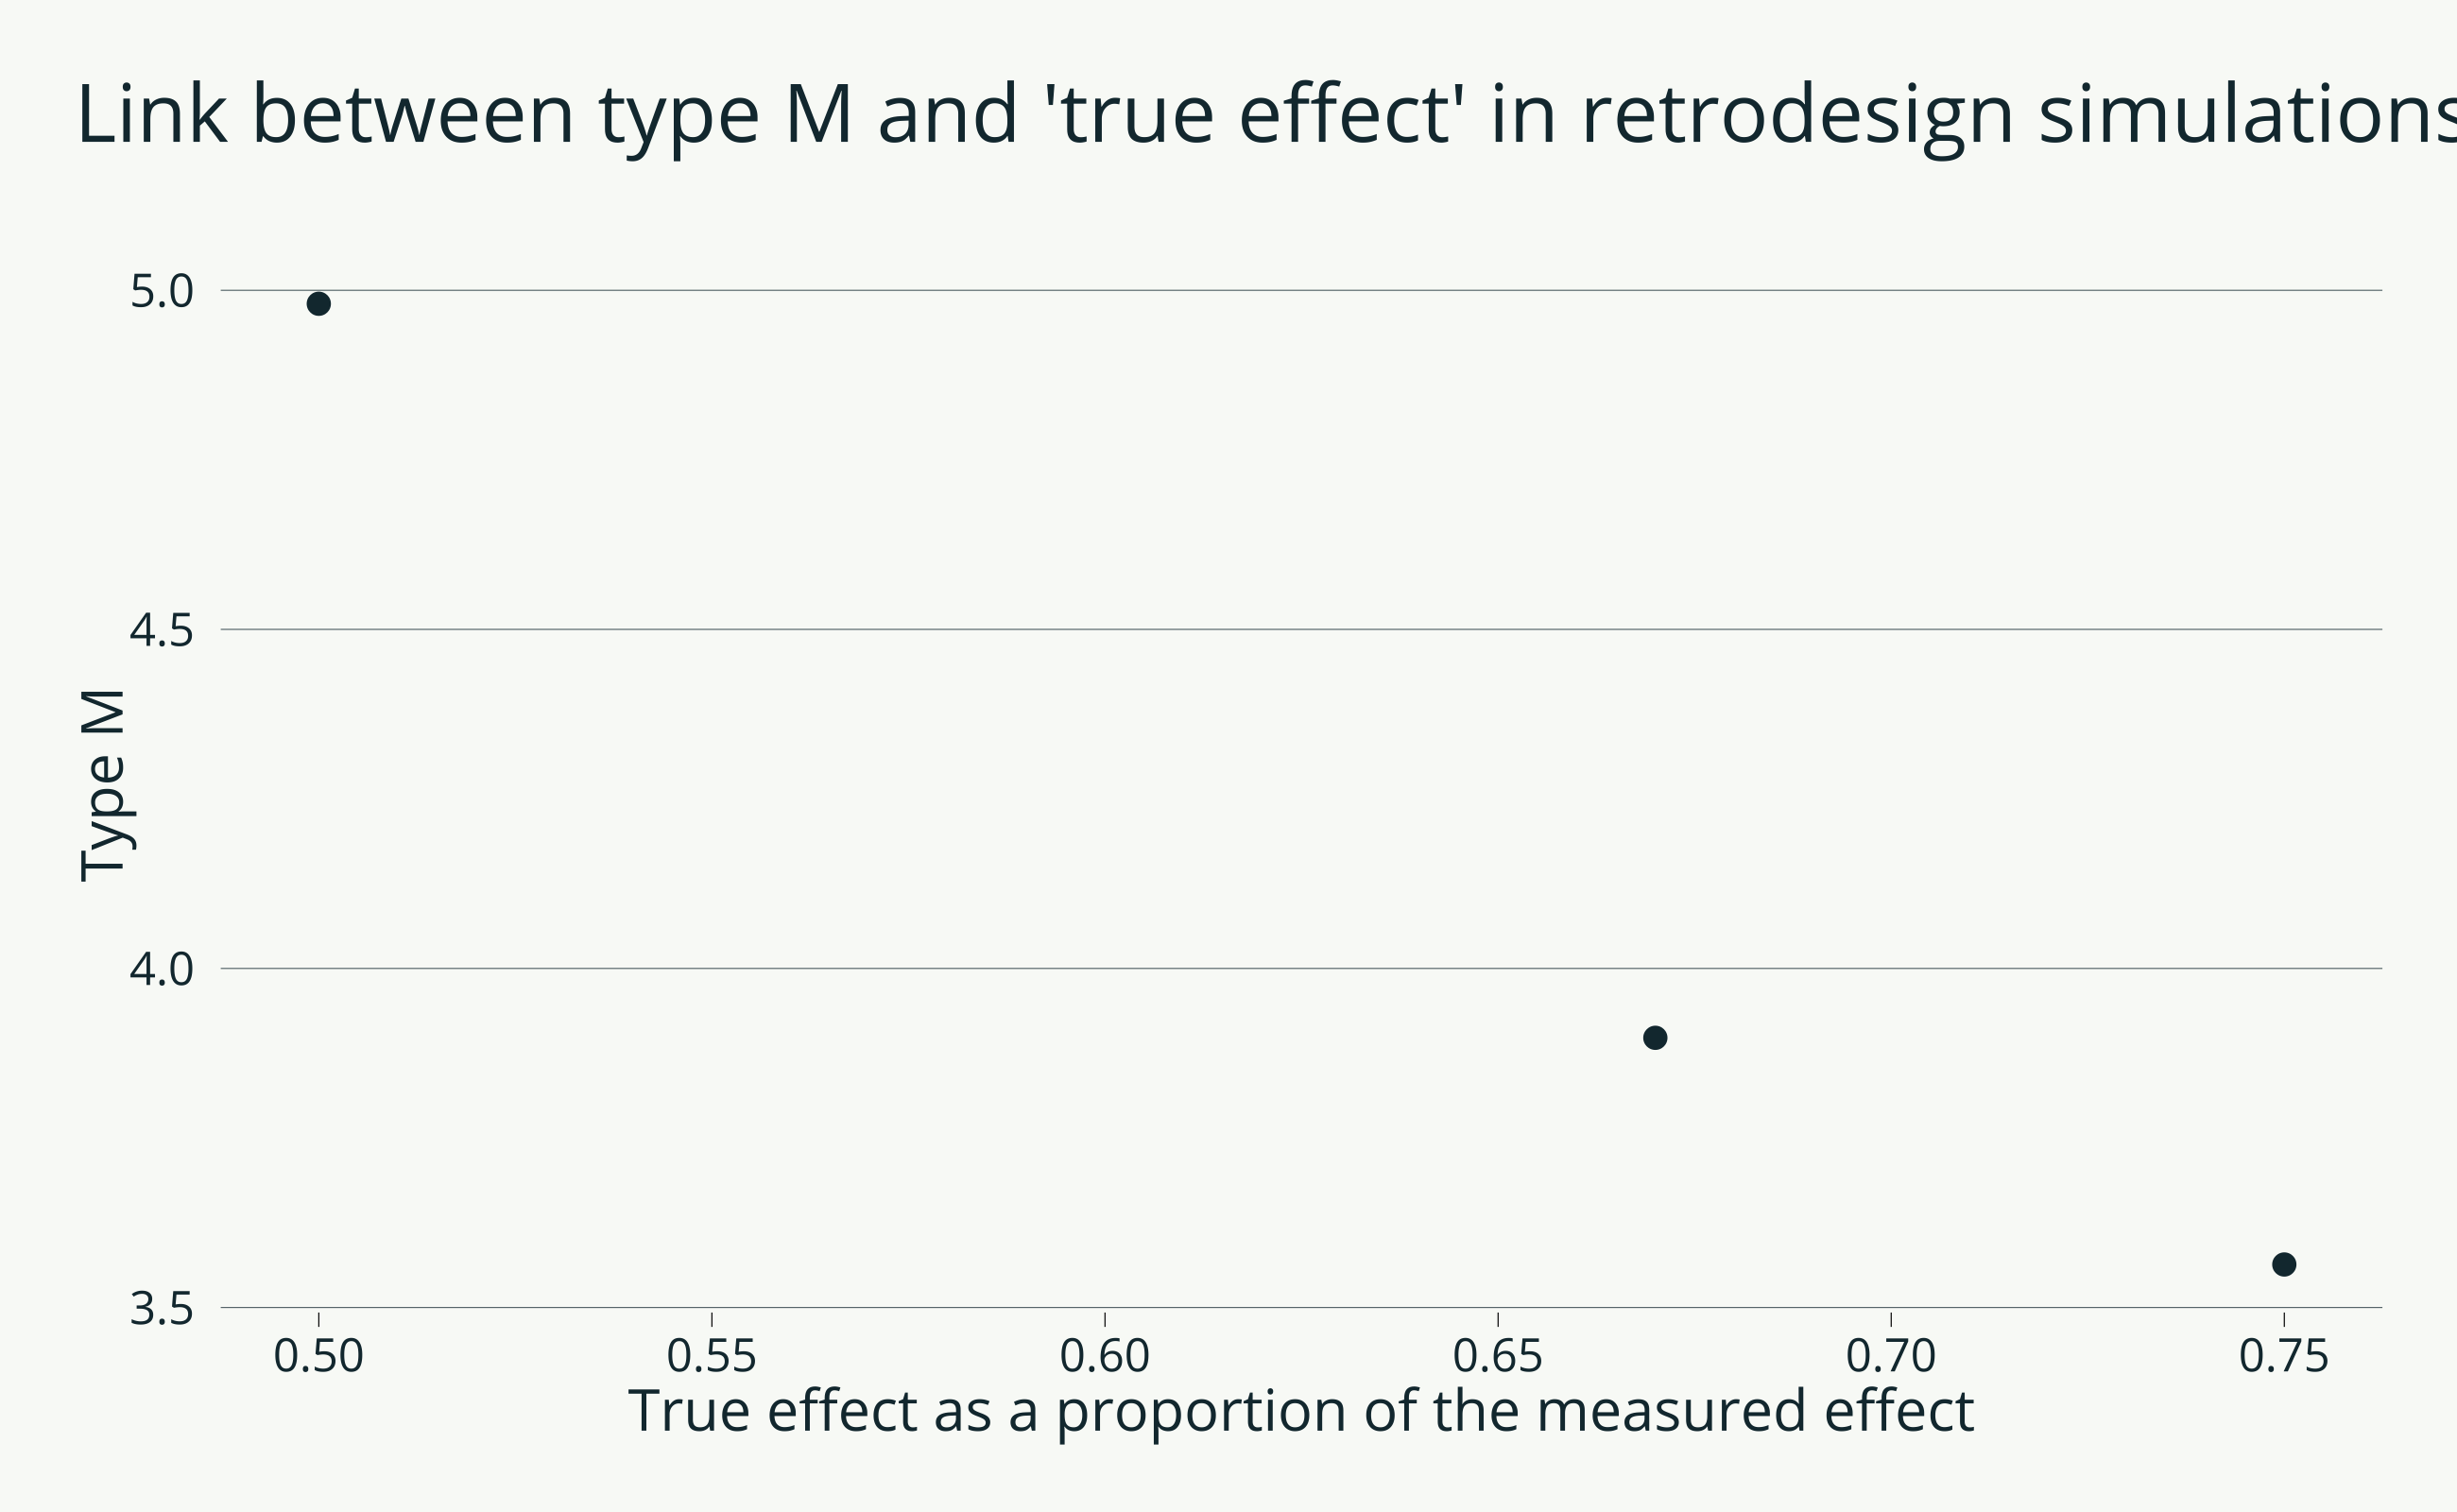 Link between type M and 'true effect' in retrodesign simulations
5.0
4.5
4.0
3.5
Type M
0.50 0.55 0.60 0.65 0.70 0.75
True effect as a proportion of the measured effect